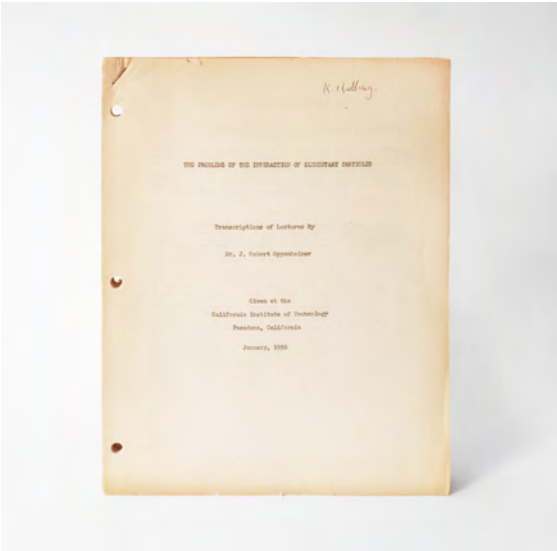 THE PROBLEMS OF THE INTERACTION OF ELEMENTARY PARTICLES
Transcriptions of Lectures By
Dr. J. Robert Oppenheimer
Given at the
California Institute of Technology
Pasadena, California
January,